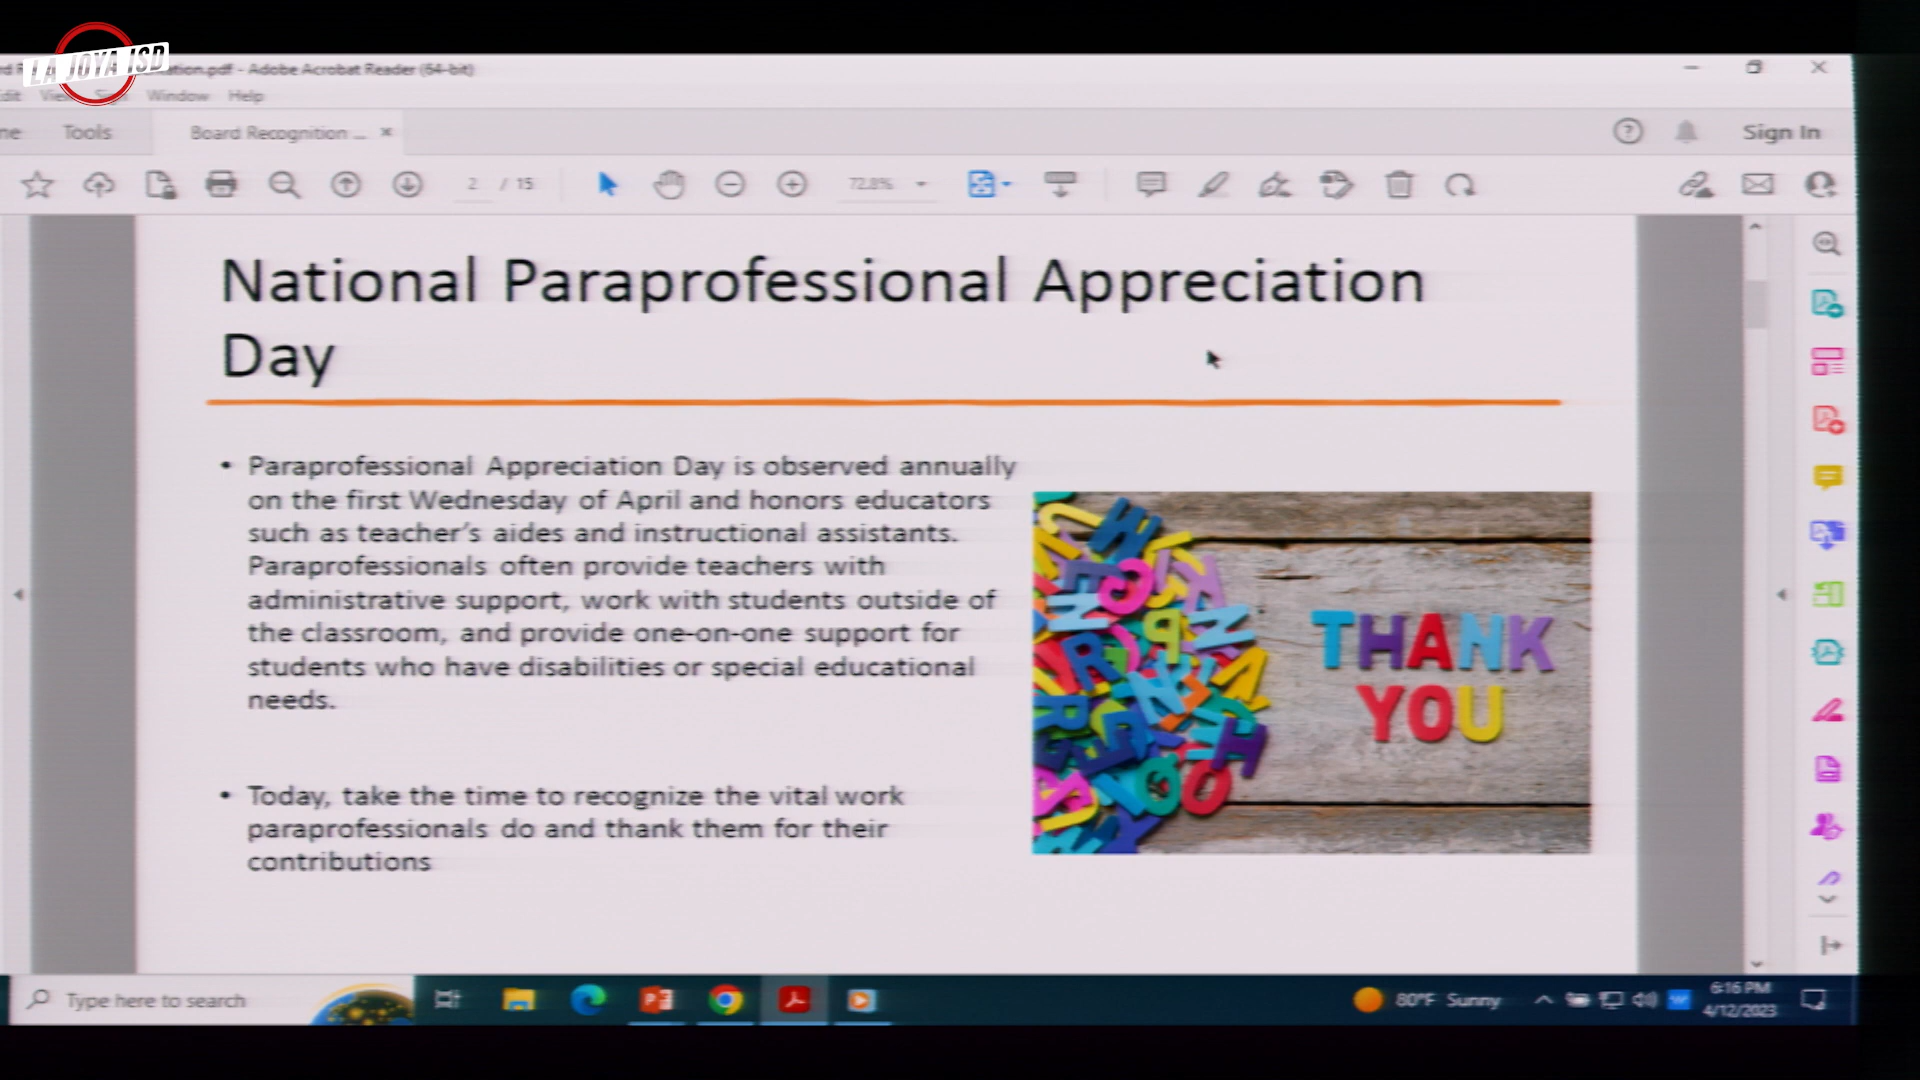 LA JOYA ISD
ation.pdf - Adobe Acrobat Reader (64-bit)
Window Help
Tools
Board Recognition ...
Sign In
2 / 15
72.8%
National Paraprofessional Appreciation
Day
• Paraprofessional Appreciation Day is observed annually
on the first Wednesday of April and honors educators
such as teacher's aides and instructional assistants.
Paraprofessionals often provide teachers with
administrative support, work with students outside of
the classroom, and provide one-on-one support for
students who have disabilities or special educational
needs.
THANK
YOU
• Today, take the time to recognize the vital work
paraprofessionals do and thank them for their
contributions
Type here to search
80°F Sunny
6:16 PM
4/12/2023